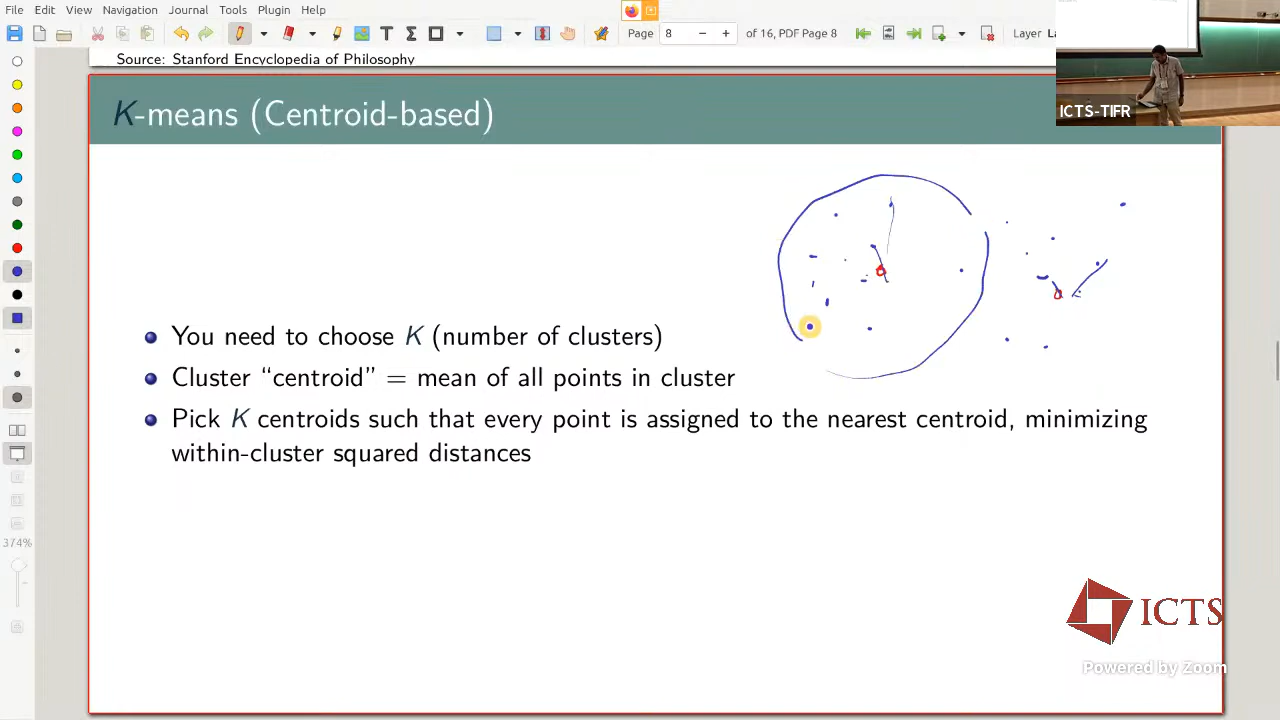 File Edit View Navigation Journal Tools Plugin Help
Page 8 of 16, PDF Page 8
Layer La
Source: Stanford Encyclopedia of Philosophy
ICTS-TIFR
K-means (Centroid-based)
You need to choose K (number of clusters)
Cluster “centroid” = mean of all points in cluster
Pick K centroids such that every point is assigned to the nearest centroid, minimizing
within-cluster squared distances
374%
ICTS
Powered by Zoom